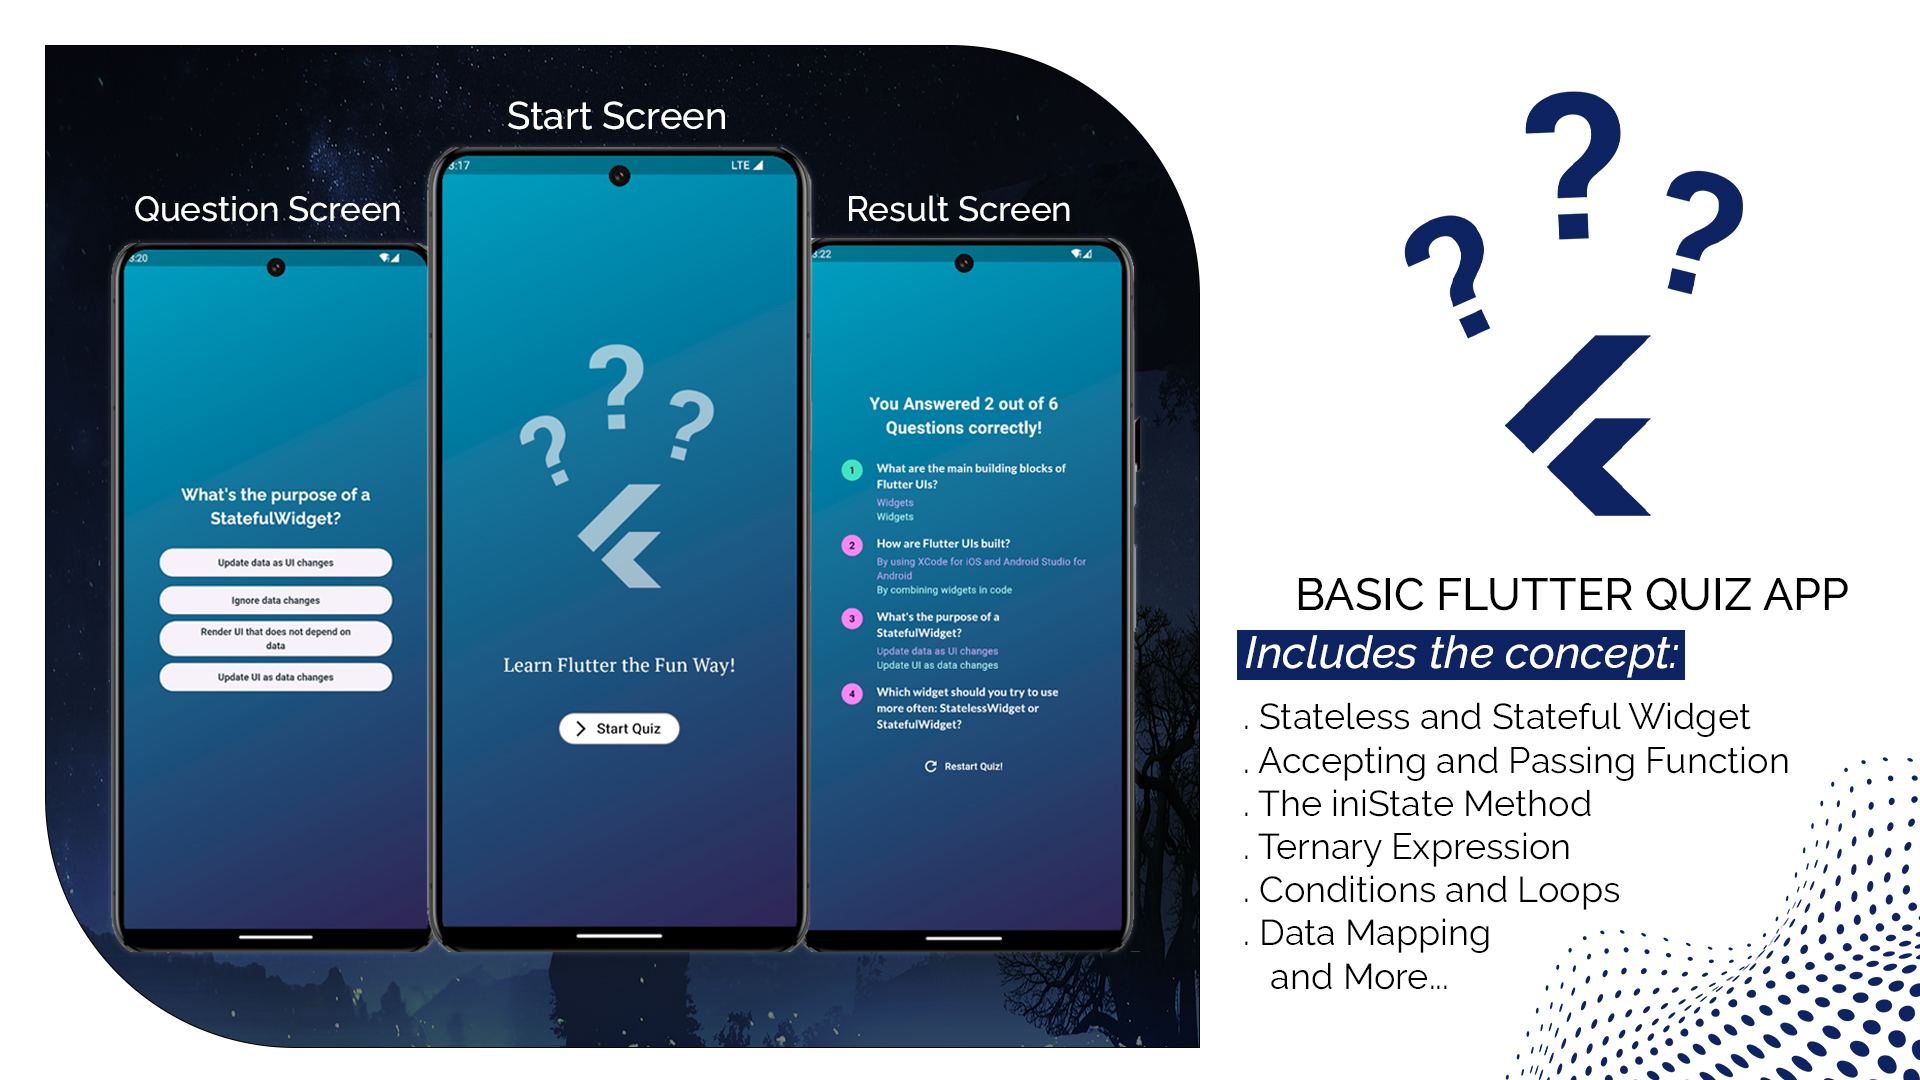 Start Screen
Question Screen
Result Screen
3:20
What's the purpose of a
StatefulWidget?
Update data as UI changes
Ignore data changes
Render UI that does not depend on
data
Update UI as data changes
3:17
LTE
? ? ?
Learn Flutter the Fun Way!
Start Quiz
3:22
You Answered 2 out of 6
Questions correctly!
1
What are the main building blocks of
Flutter UIs?
Widgets
Widgets
2
How are Flutter UIs built?
By using XCode for iOS and Android Studio for
Android
By combining widgets in code
3
What's the purpose of a
StatefulWidget?
Update data as UI changes
Update UI as data changes
4
Which widget should you try to use
more often: StatelessWidget or
StatefulWidget?
Restart Quiz!
? ? ?
BASIC FLUTTER QUIZ APP
Includes the concept:
. Stateless and Stateful Widget
. Accepting and Passing Function
. The iniState Method
. Ternary Expression
. Conditions and Loops
. Data Mapping
and More...